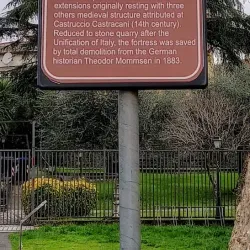 extensions originally resting with three
others medieval structure attributed at
Castruccio Castracani (14th century)
Reduced to stone quarry after the
Unification of Italy, the fortress was saved
by total demolition from the German
historian Theodor Mommsen in 1883